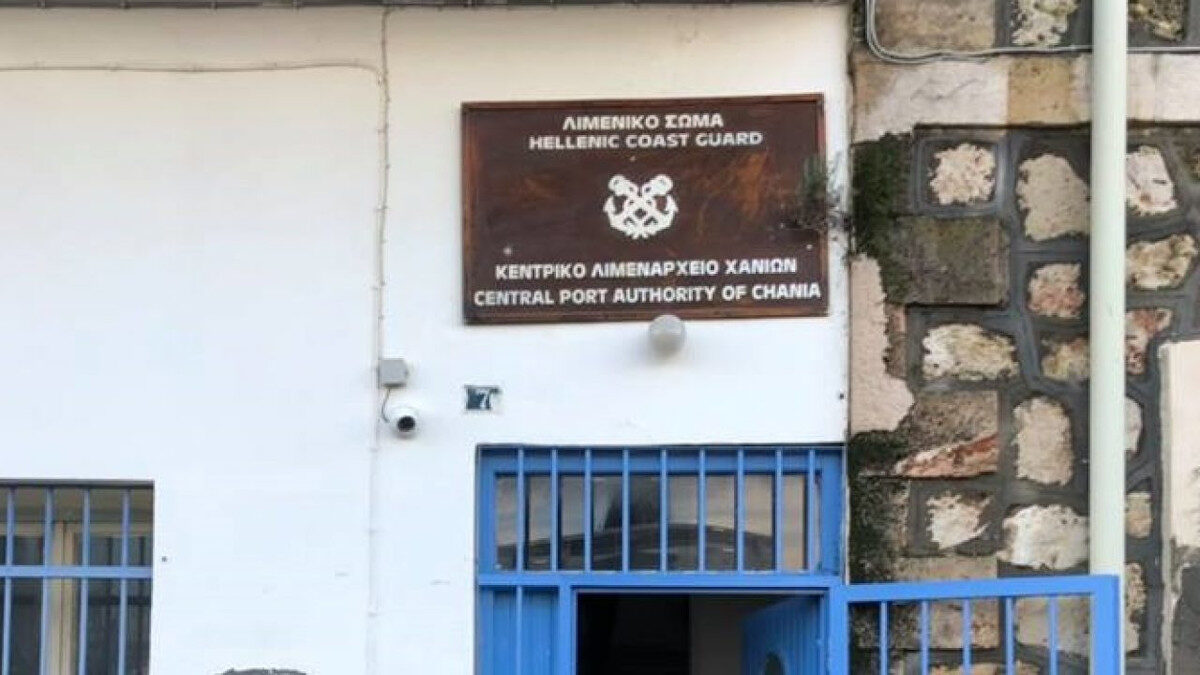 ΛΙΜΕΝΙΚΟ ΣΩΜΑ
HELLENIC COAST GUARD
ΚΕΝΤΡΙΚΟ ΛΙΜΕΝΑΡΧΕΙΟ ΧΑΝΙΩΝ
CENTRAL PORT AUTHORITY OF CHANIA
7